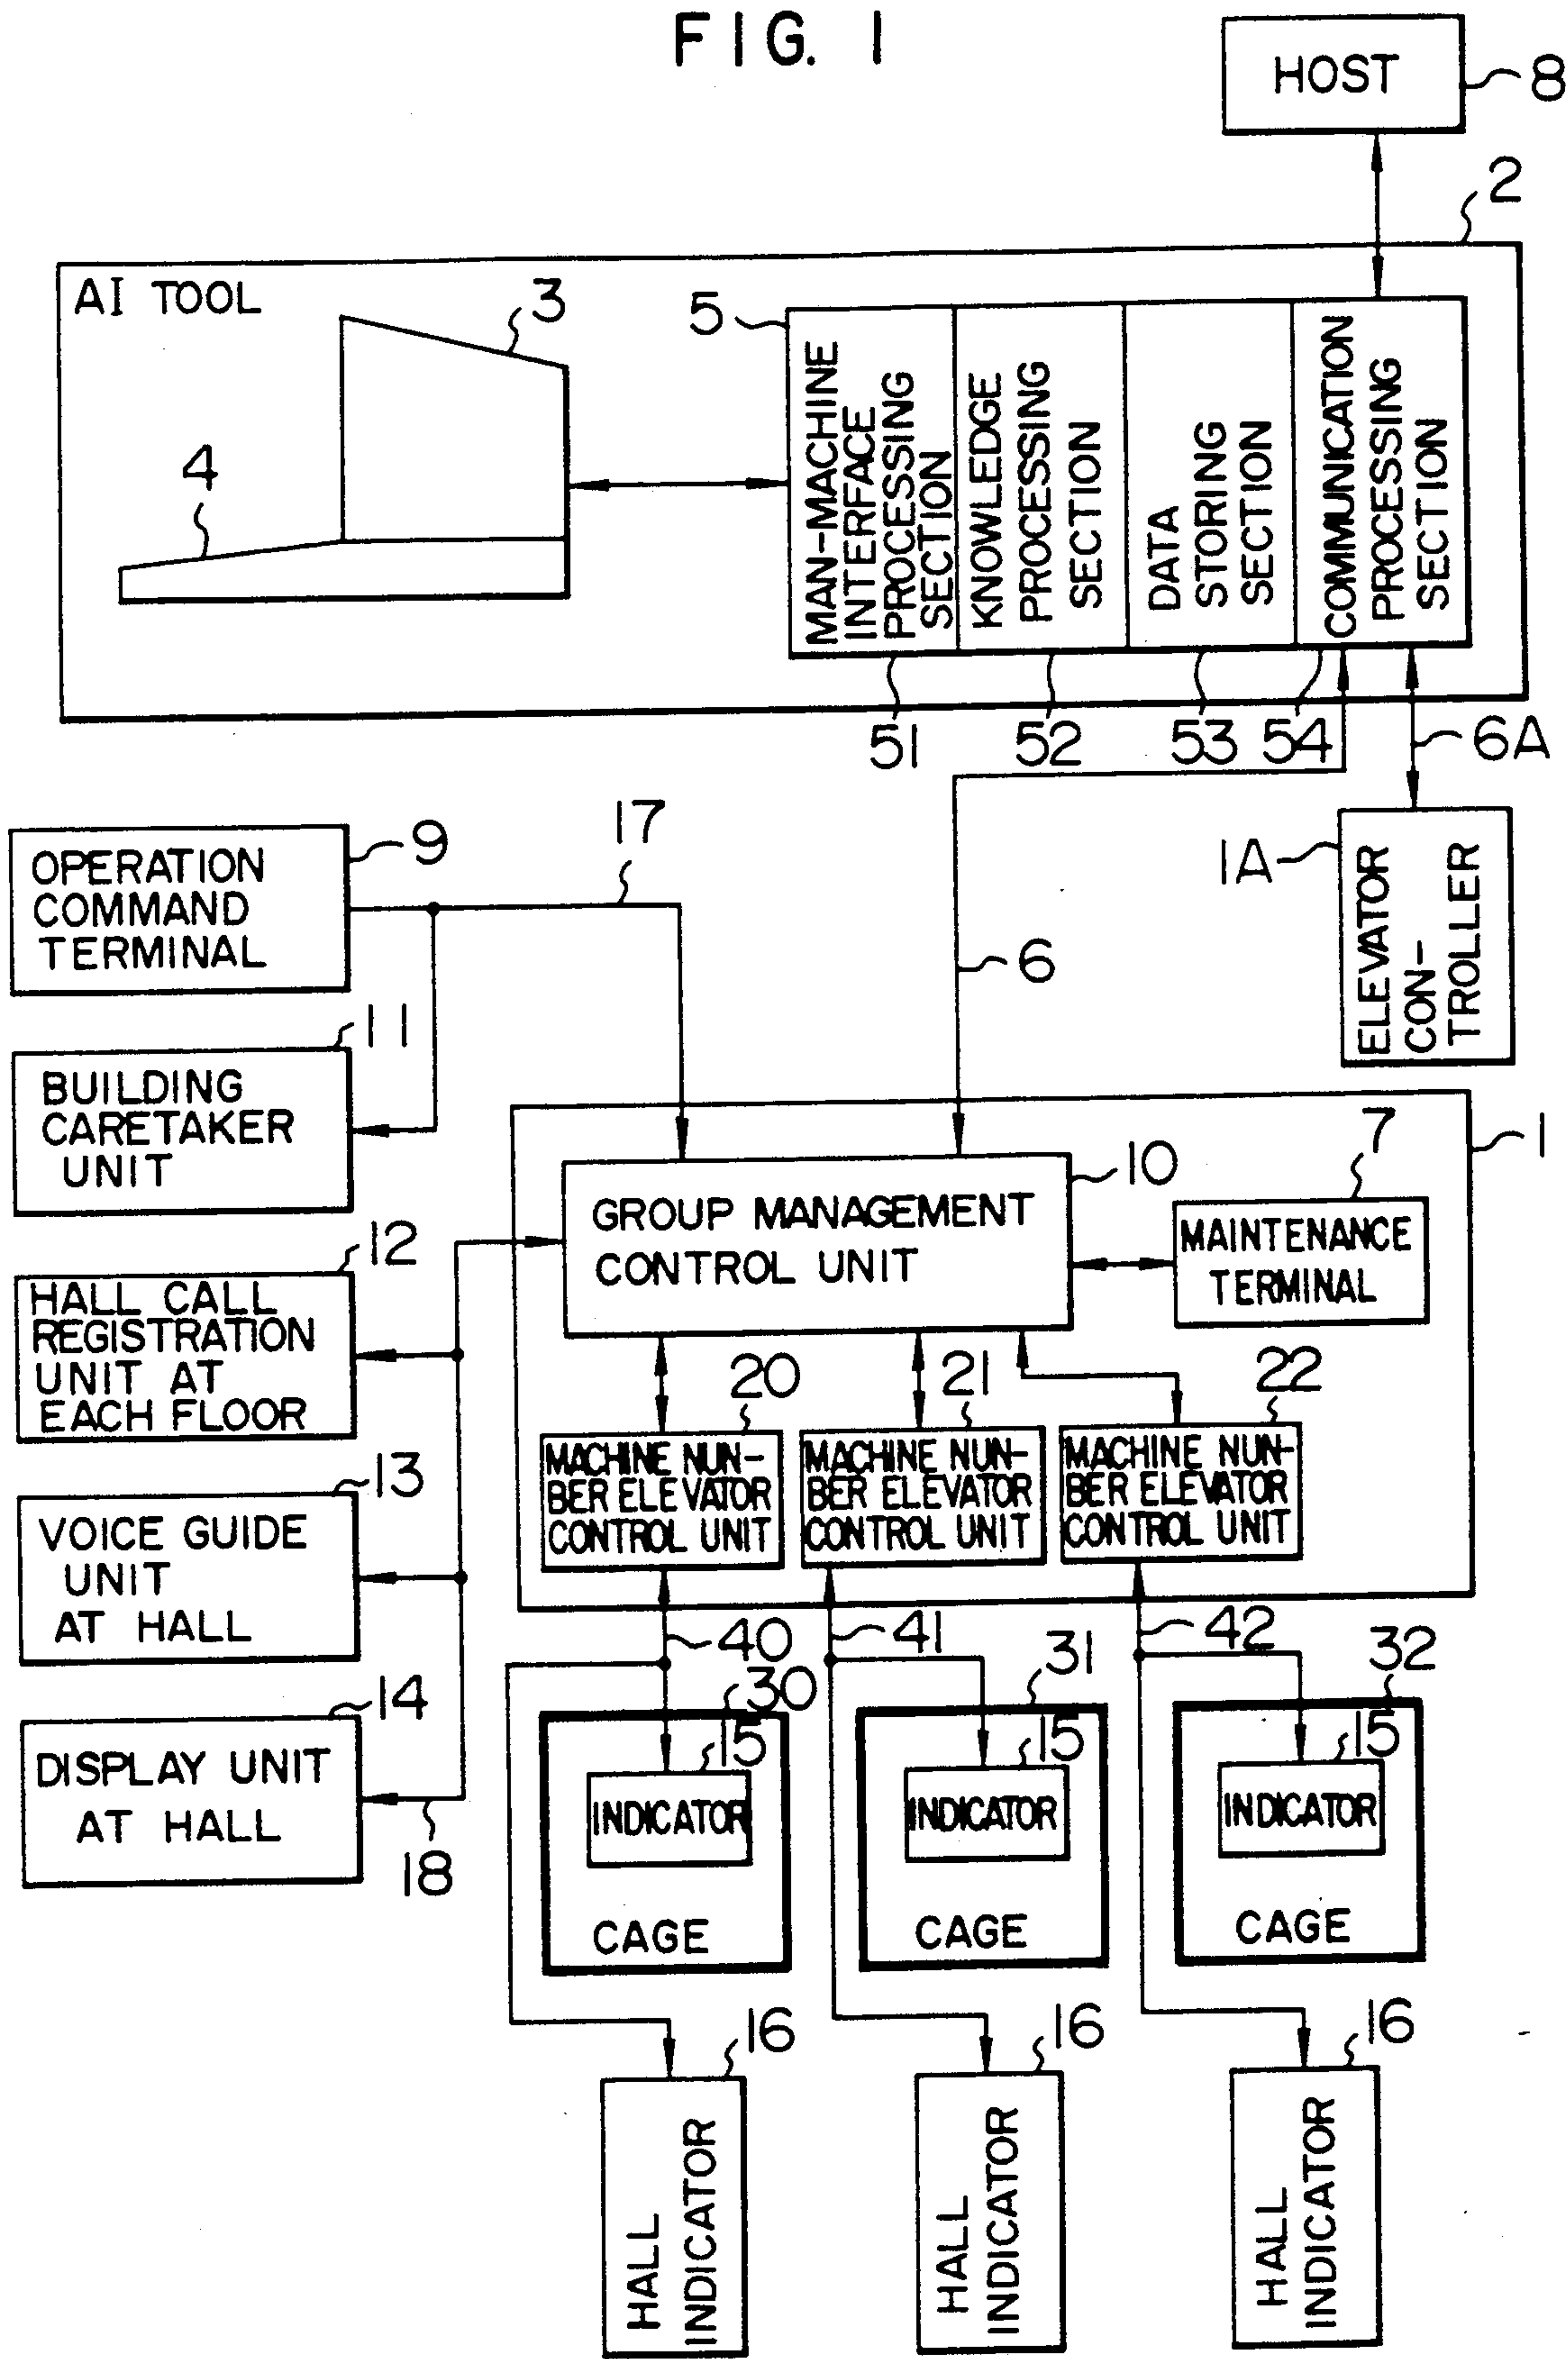 FIG. 1
HOST
8
2
AI TOOL
3
4
5
MAN-MACHINE
INTERFACE
PROCESSING
SECTION
KNOWLEDGE
PROCESSING
SECTION
DATA
STORING
SECTION
COMMUNICATION
PROCESSING
SECTION
51
52
53
54
6A
OPERATION
COMMAND
TERMINAL
9
17
6
1A
ELEVATOR
CON-
TROLLER
11
BUILDING
CARETAKER
UNIT
1
10
7
GROUP MANAGEMENT
CONTROL UNIT
MAINTENANCE
TERMINAL
12
HALL CALL
REGISTRATION
UNIT AT
EACH FLOOR
20
21
22
MACHINE NUN-
BER ELEVATOR
CONTROL UNIT
MACHINE NUN-
BER ELEVATOR
CONTROL UNIT
MACHINE NUN-
BER ELEVATOR
CONTROL UNIT
13
VOICE GUIDE
UNIT
AT HALL
40
41
42
30
31
32
14
DISPLAY UNIT
AT HALL
18
15
INDICATOR
CAGE
15
INDICATOR
CAGE
15
INDICATOR
CAGE
16
HALL
INDICATOR
16
HALL
INDICATOR
16
HALL
INDICATOR